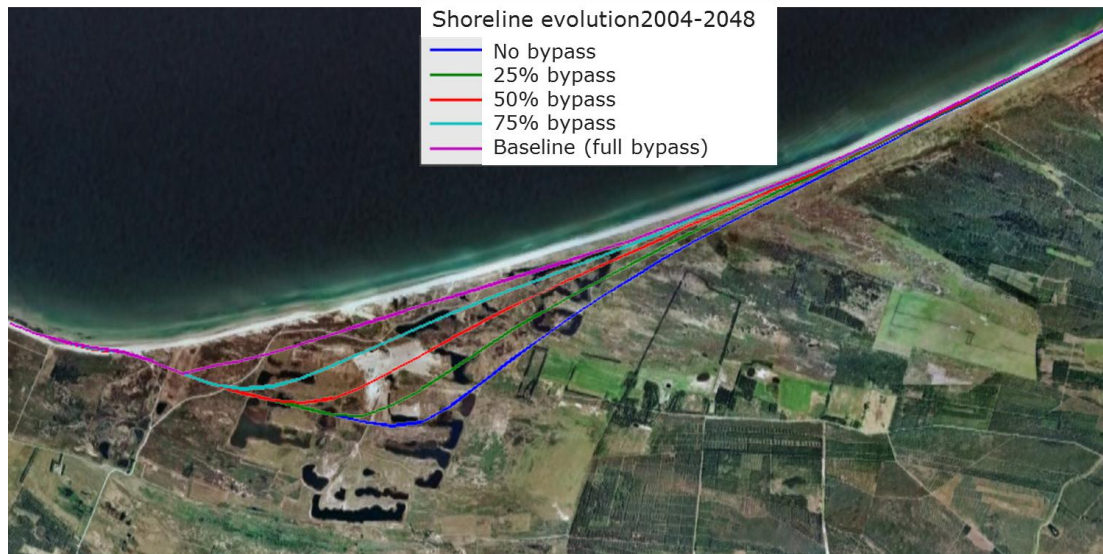 Shoreline evolution2004-2048
No bypass
25% bypass
50% bypass
75% bypass
Baseline (full bypass)